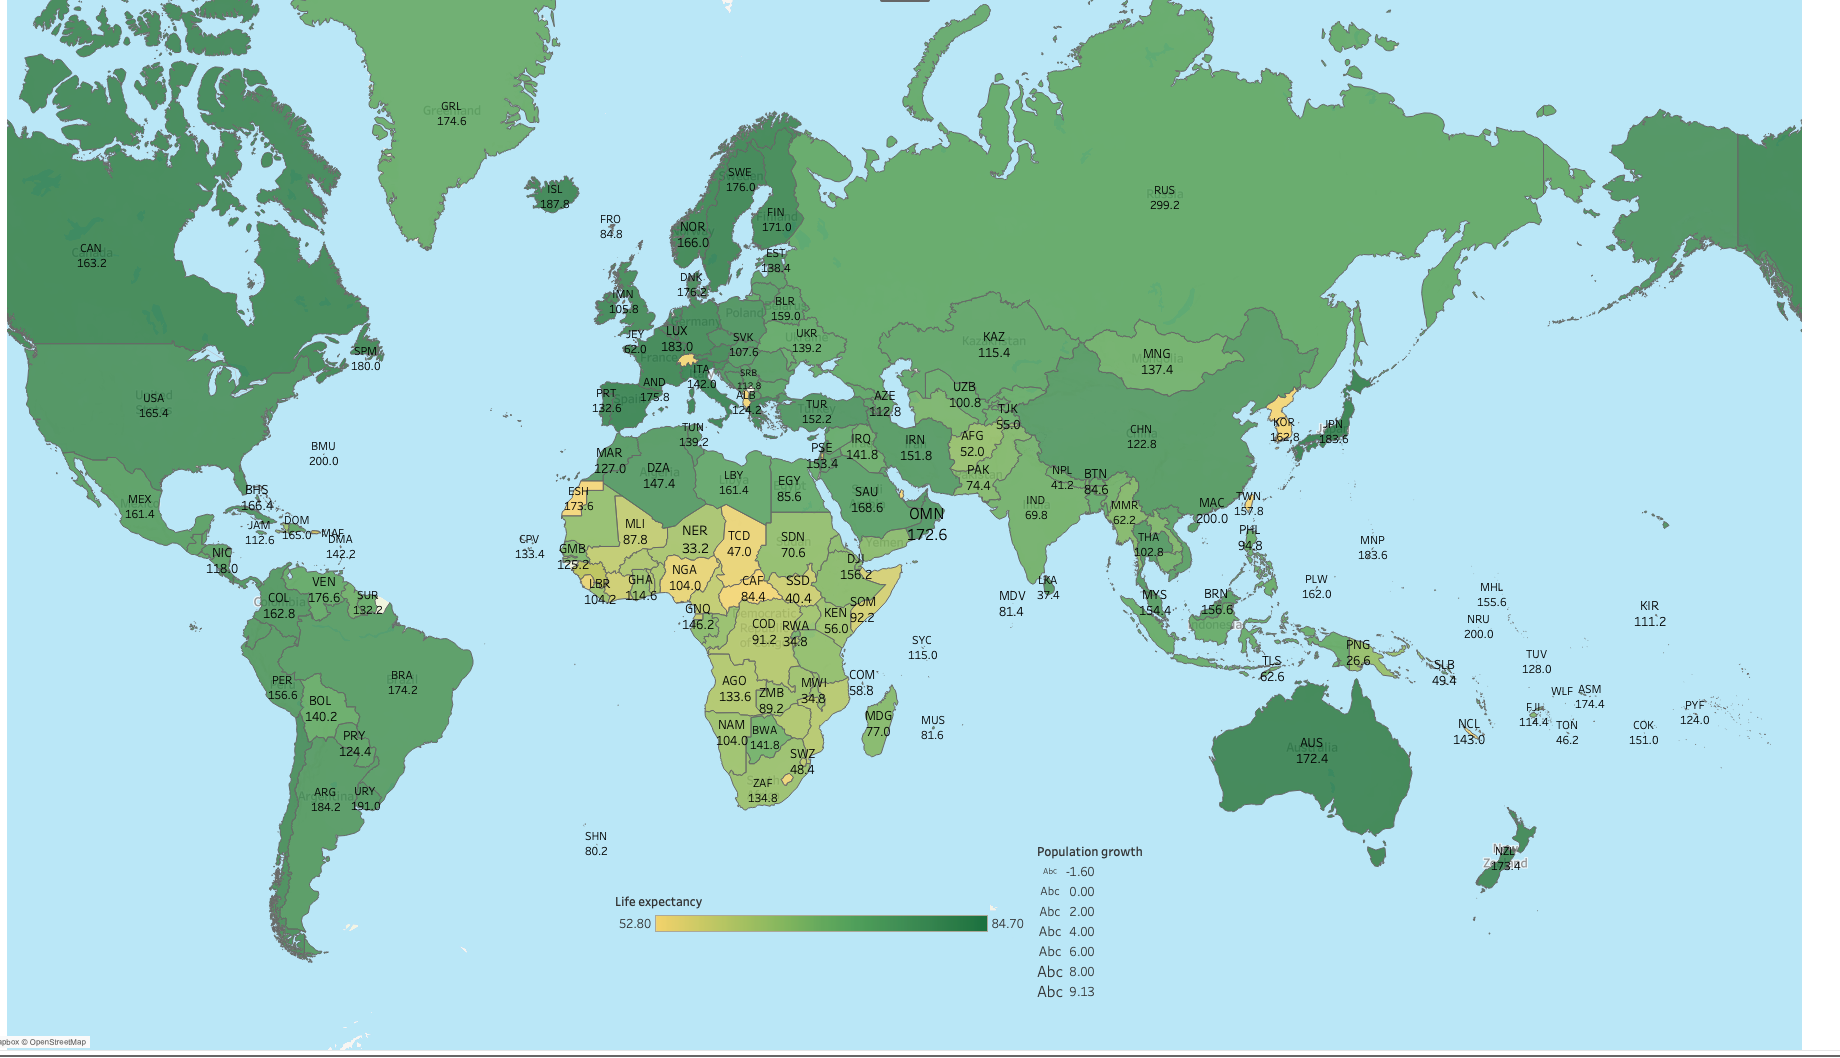 GRL
174.6
ISL
187.8
SWE
176.0
RUS
299.2
FRO
84.8
FIN
171.0
NOR
166.0
CAN
163.2
EST
138.4
DNK
176.2
IMN
105.8
BLR
159.0
JEY
62.0
LUX
183.0
SVK
107.6
UKR
139.2
KAZ
115.4
MNG
137.4
SPM
180.0
ITA
142.0
SRB
112.8
AND
175.8
PRT
132.6
ALB
124.2
TUR
152.2
AZE
112.8
UZB
100.8
TJK
55.0
USA
165.4
KOR
162.8
JPN
183.6
CHN
122.8
BMU
200.0
TUN
139.2
MAR
127.0
PSE
153.4
IRQ
141.8
IRN
151.8
AFG
52.0
DZA
147.4
LBY
161.4
EGY
85.6
PAK
74.4
NPL
41.2
BTN
84.6
MEX
161.4
BHS
166.4
ESH
173.6
SAU
168.6
OMN
172.6
IND
69.8
MMR
62.2
MAC
200.0
TWN
157.8
JAM
112.6
DOM
165.0
MAF
DMA
142.2
CPV
133.4
MLI
87.8
NER
33.2
TCD
47.0
SDN
70.6
Yemen
THA
102.8
PHL
94.8
MNP
183.6
NIC
118.0
GMB
125.2
DJI
156.2
VEN
176.6
SUR
132.2
LBR
104.2
GHA
114.6
NGA
104.0
CAF
84.4
SSD
40.4
SOM
92.2
LKA
37.4
MDV
81.4
MYS
154.4
BRN
156.6
Indonesia
PLW
162.0
MHL
155.6
KIR
111.2
COL
162.8
GNQ
146.2
COD
91.2
RWA
34.8
KEN
56.0
SYC
115.0
NRU
200.0
PNG
26.6
TLS
62.6
SLB
49.4
TUV
128.0
PER
156.6
BRA
174.2
AGO
133.6
ZMB
89.2
MWI
34.8
COM
58.8
WLF
ASM
174.4
BOL
140.2
MDG
77.0
MUS
81.6
FJI
114.4
PYF
124.0
PRY
124.4
NAM
104.0
BWA
141.8
NCL
143.0
TON
46.2
COK
151.0
AUS
172.4
SWZ
48.4
ZAF
134.8
ARG
184.2
URY
191.0
SHN
80.2
NZL
173.4
Population growth
Abc -1.60
Abc 0.00
Abc 2.00
Abc 4.00
Abc 6.00
Abc 8.00
Abc 9.13
Life expectancy
52.80 84.70
© OpenStreetMap